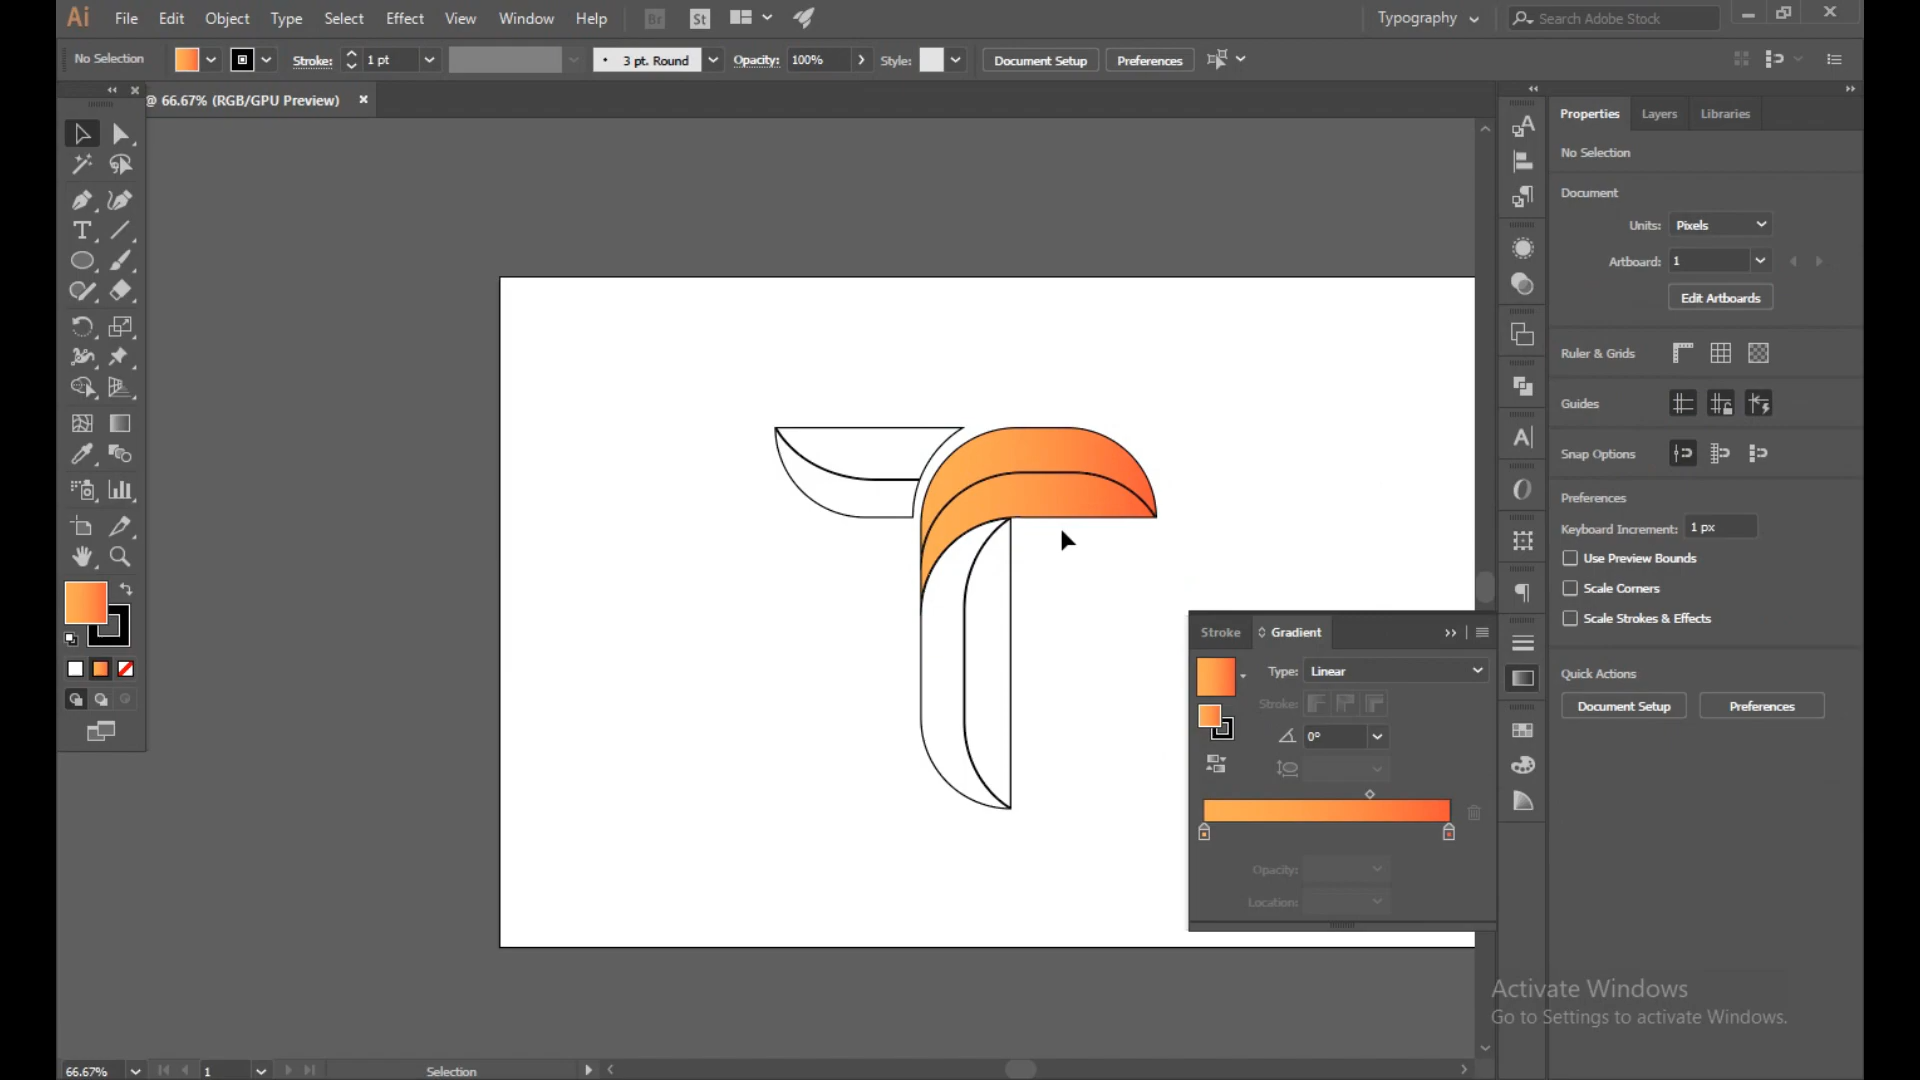 Ai File Edit Object Type Select Effect View Window Help Br St Typography Search Adobe Stock
No Selection Stroke: 1 pt 3 pt. Round Opacity: 100% Style: Document Setup Preferences
@ 66.67% (RGB/GPU Preview)
Properties Layers Libraries
No Selection
Document
Units: Pixels
Artboard: 1
Edit Artboards
Ruler & Grids
Guides
Snap Options
Preferences
Keyboard Increment: 1 px
Use Preview Bounds
Scale Corners
Scale Strokes & Effects
Quick Actions
Document Setup Preferences
Stroke Gradient
Type: Linear
Stroke:
0°
Opacity:
Location:
Activate Windows
Go to Settings to activate Windows.
66.67% 1 Selection